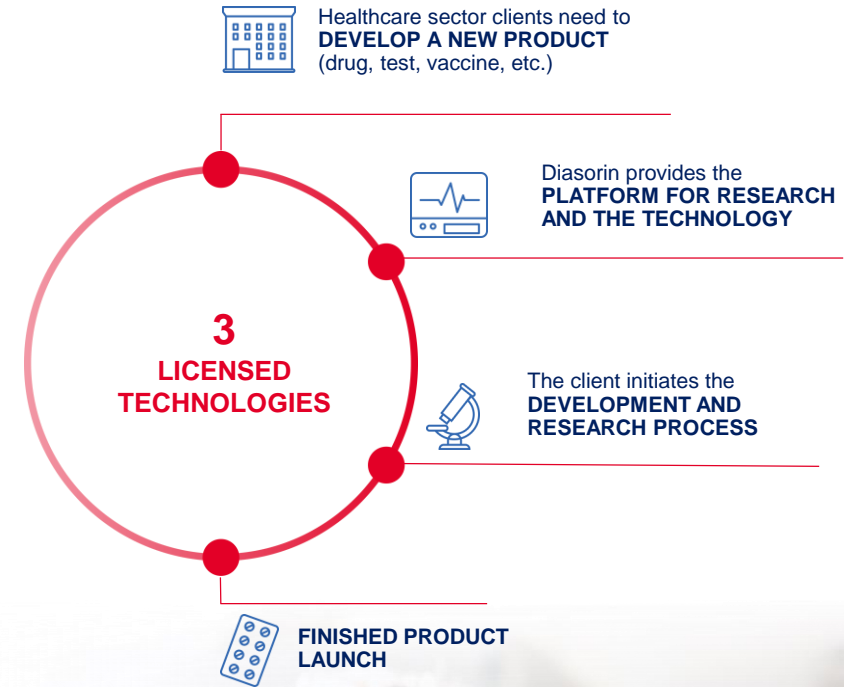 Healthcare sector clients need to
DEVELOP A NEW PRODUCT
(drug, test, vaccine, etc.)
Diasorin provides the
PLATFORM FOR RESEARCH
AND THE TECHNOLOGY
3
LICENSED
TECHNOLOGIES
The client initiates the
DEVELOPMENT AND
RESEARCH PROCESS
FINISHED PRODUCT
LAUNCH